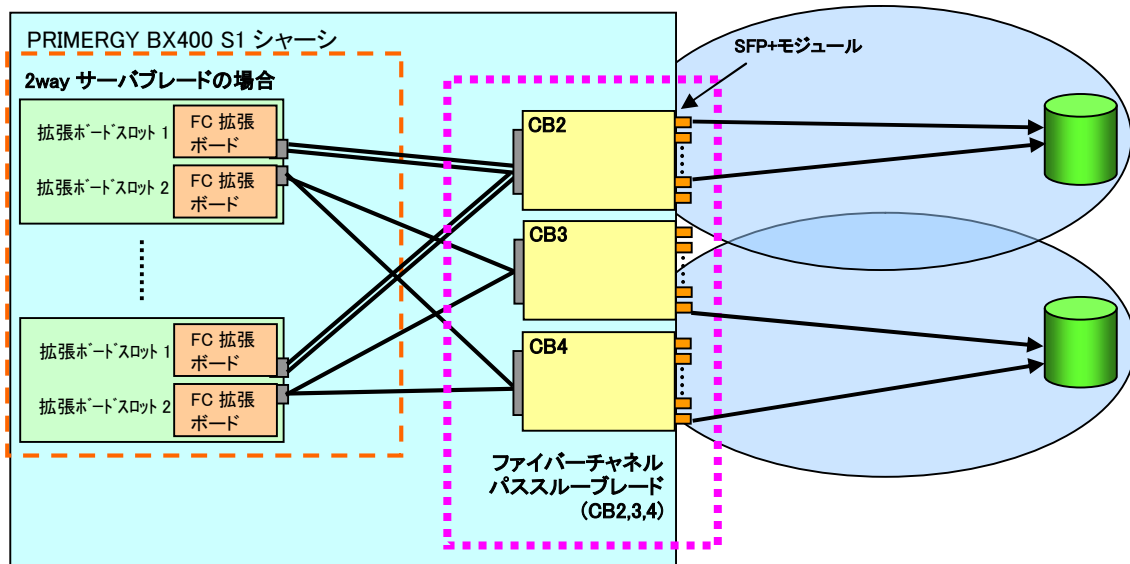 PRIMERGY BX400 S1 シャーシ
2way サーバブレードの場合
拡張ボードスロット 1
FC 拡張
ボード
拡張ボードスロット 2
FC 拡張
ボード
拡張ボードスロット 1
FC 拡張
ボード
拡張ボードスロット 2
FC 拡張
ボード
CB2
CB3
CB4
ファイバーチャネル
パススルーブレード
(CB2,3,4)
SFP+モジュール